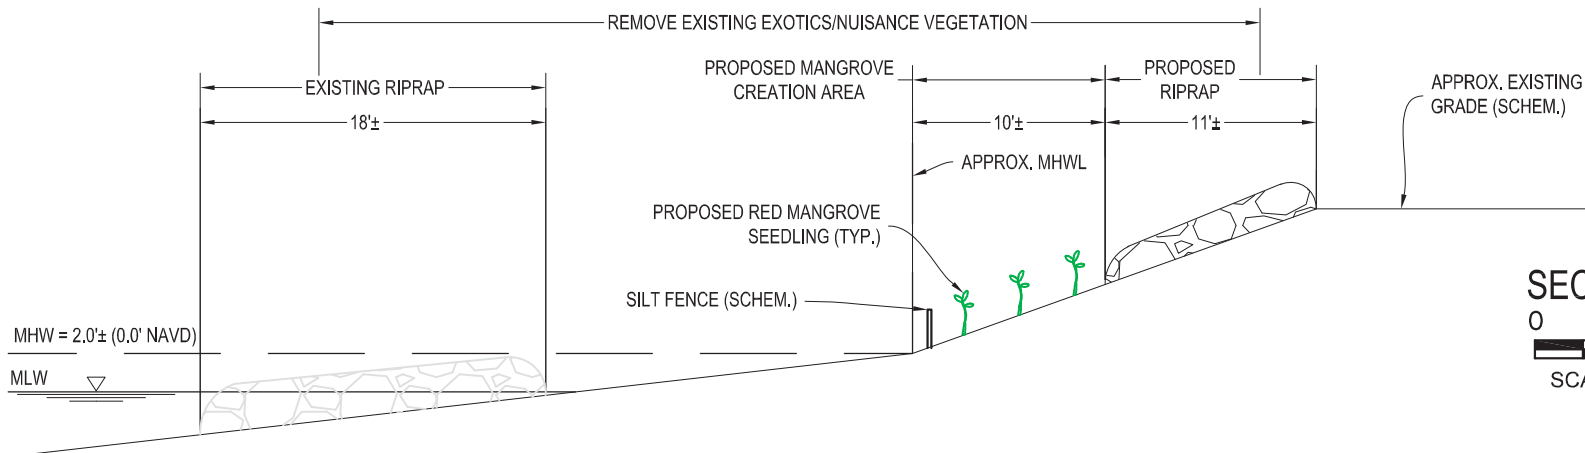 REMOVE EXISTING EXOTICS/NUISANCE VEGETATION
EXISTING RIPRAP
18'±
PROPOSED MANGROVE
CREATION AREA
PROPOSED
RIPRAP
10'±
11'±
APPROX. EXISTING
GRADE (SCHEM.)
APPROX. MHWL
PROPOSED RED MANGROVE
SEEDLING (TYP.)
SILT FENCE (SCHEM.)
MHW = 2.0'± (0.0' NAVD)
MLW
SEC
0
SCA